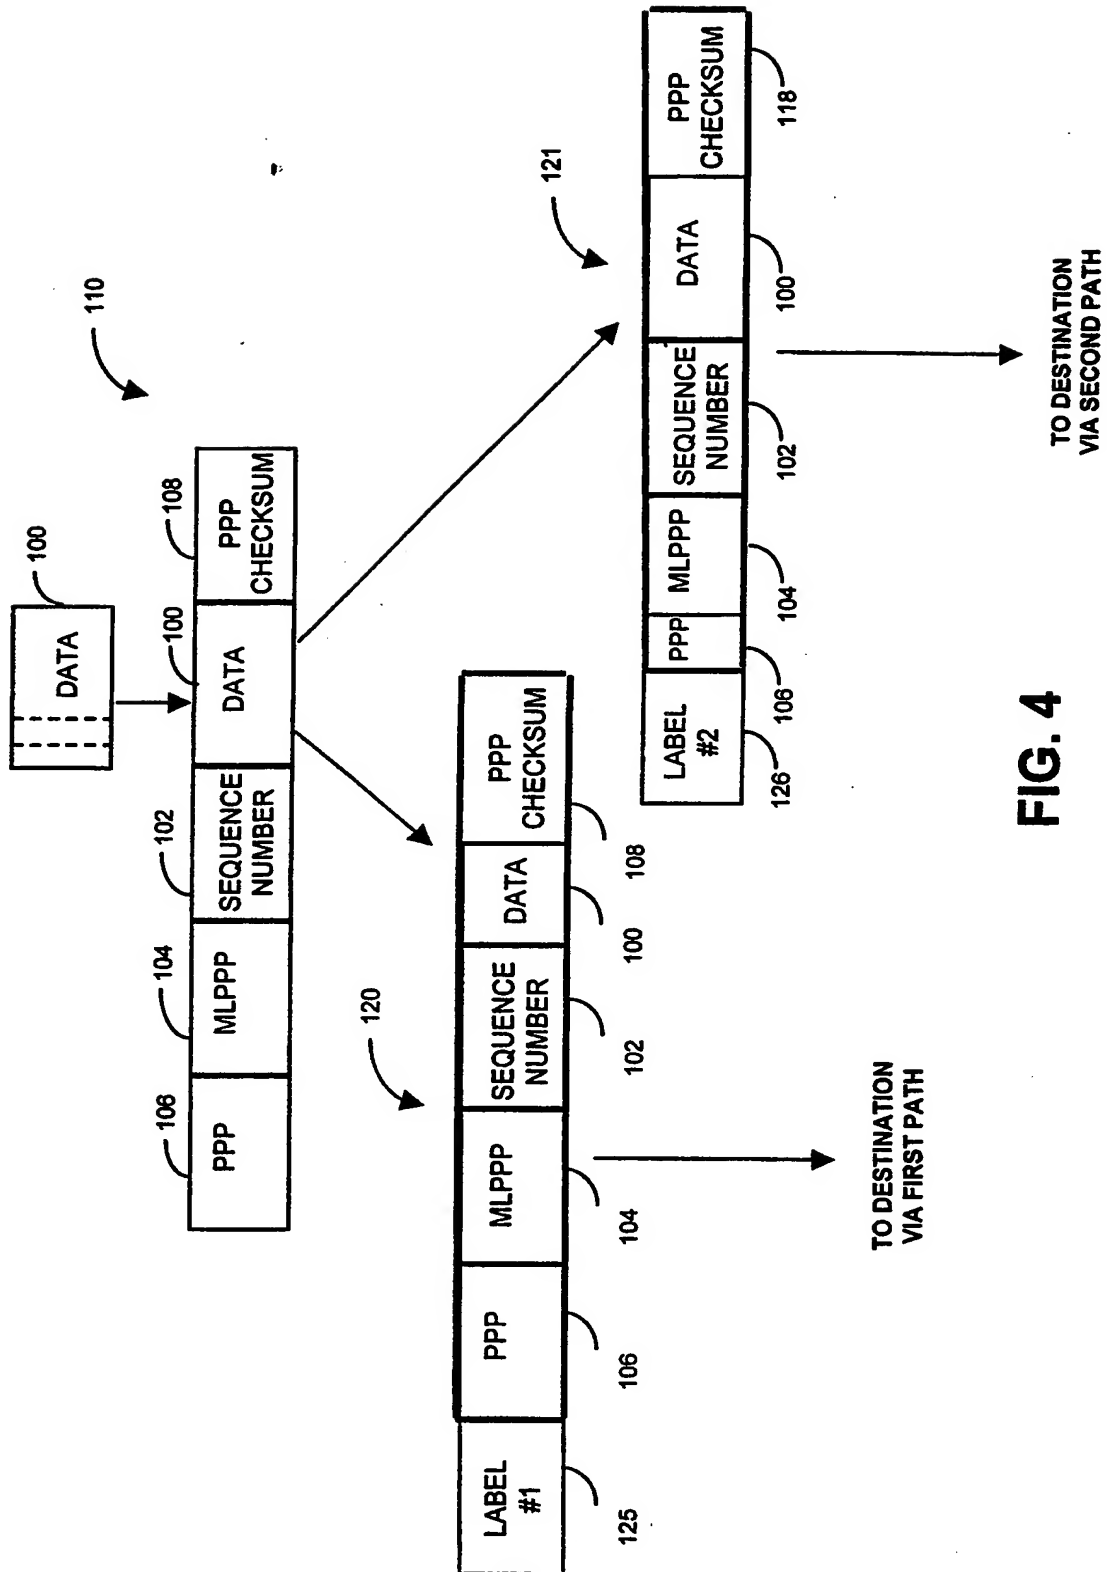 100
DATA
110
106
104
102
100
108
PPP
MLPPP
SEQUENCE
NUMBER
DATA
PPP
CHECKSUM
120
LABEL
#1
PPP
MLPPP
SEQUENCE
NUMBER
DATA
PPP
CHECKSUM
125
106
104
102
100
108
TO DESTINATION
VIA FIRST PATH
121
LABEL
#2
PPP
MLPPP
SEQUENCE
NUMBER
DATA
PPP
CHECKSUM
126
106
104
102
100
118
TO DESTINATION
VIA SECOND PATH
FIG. 4